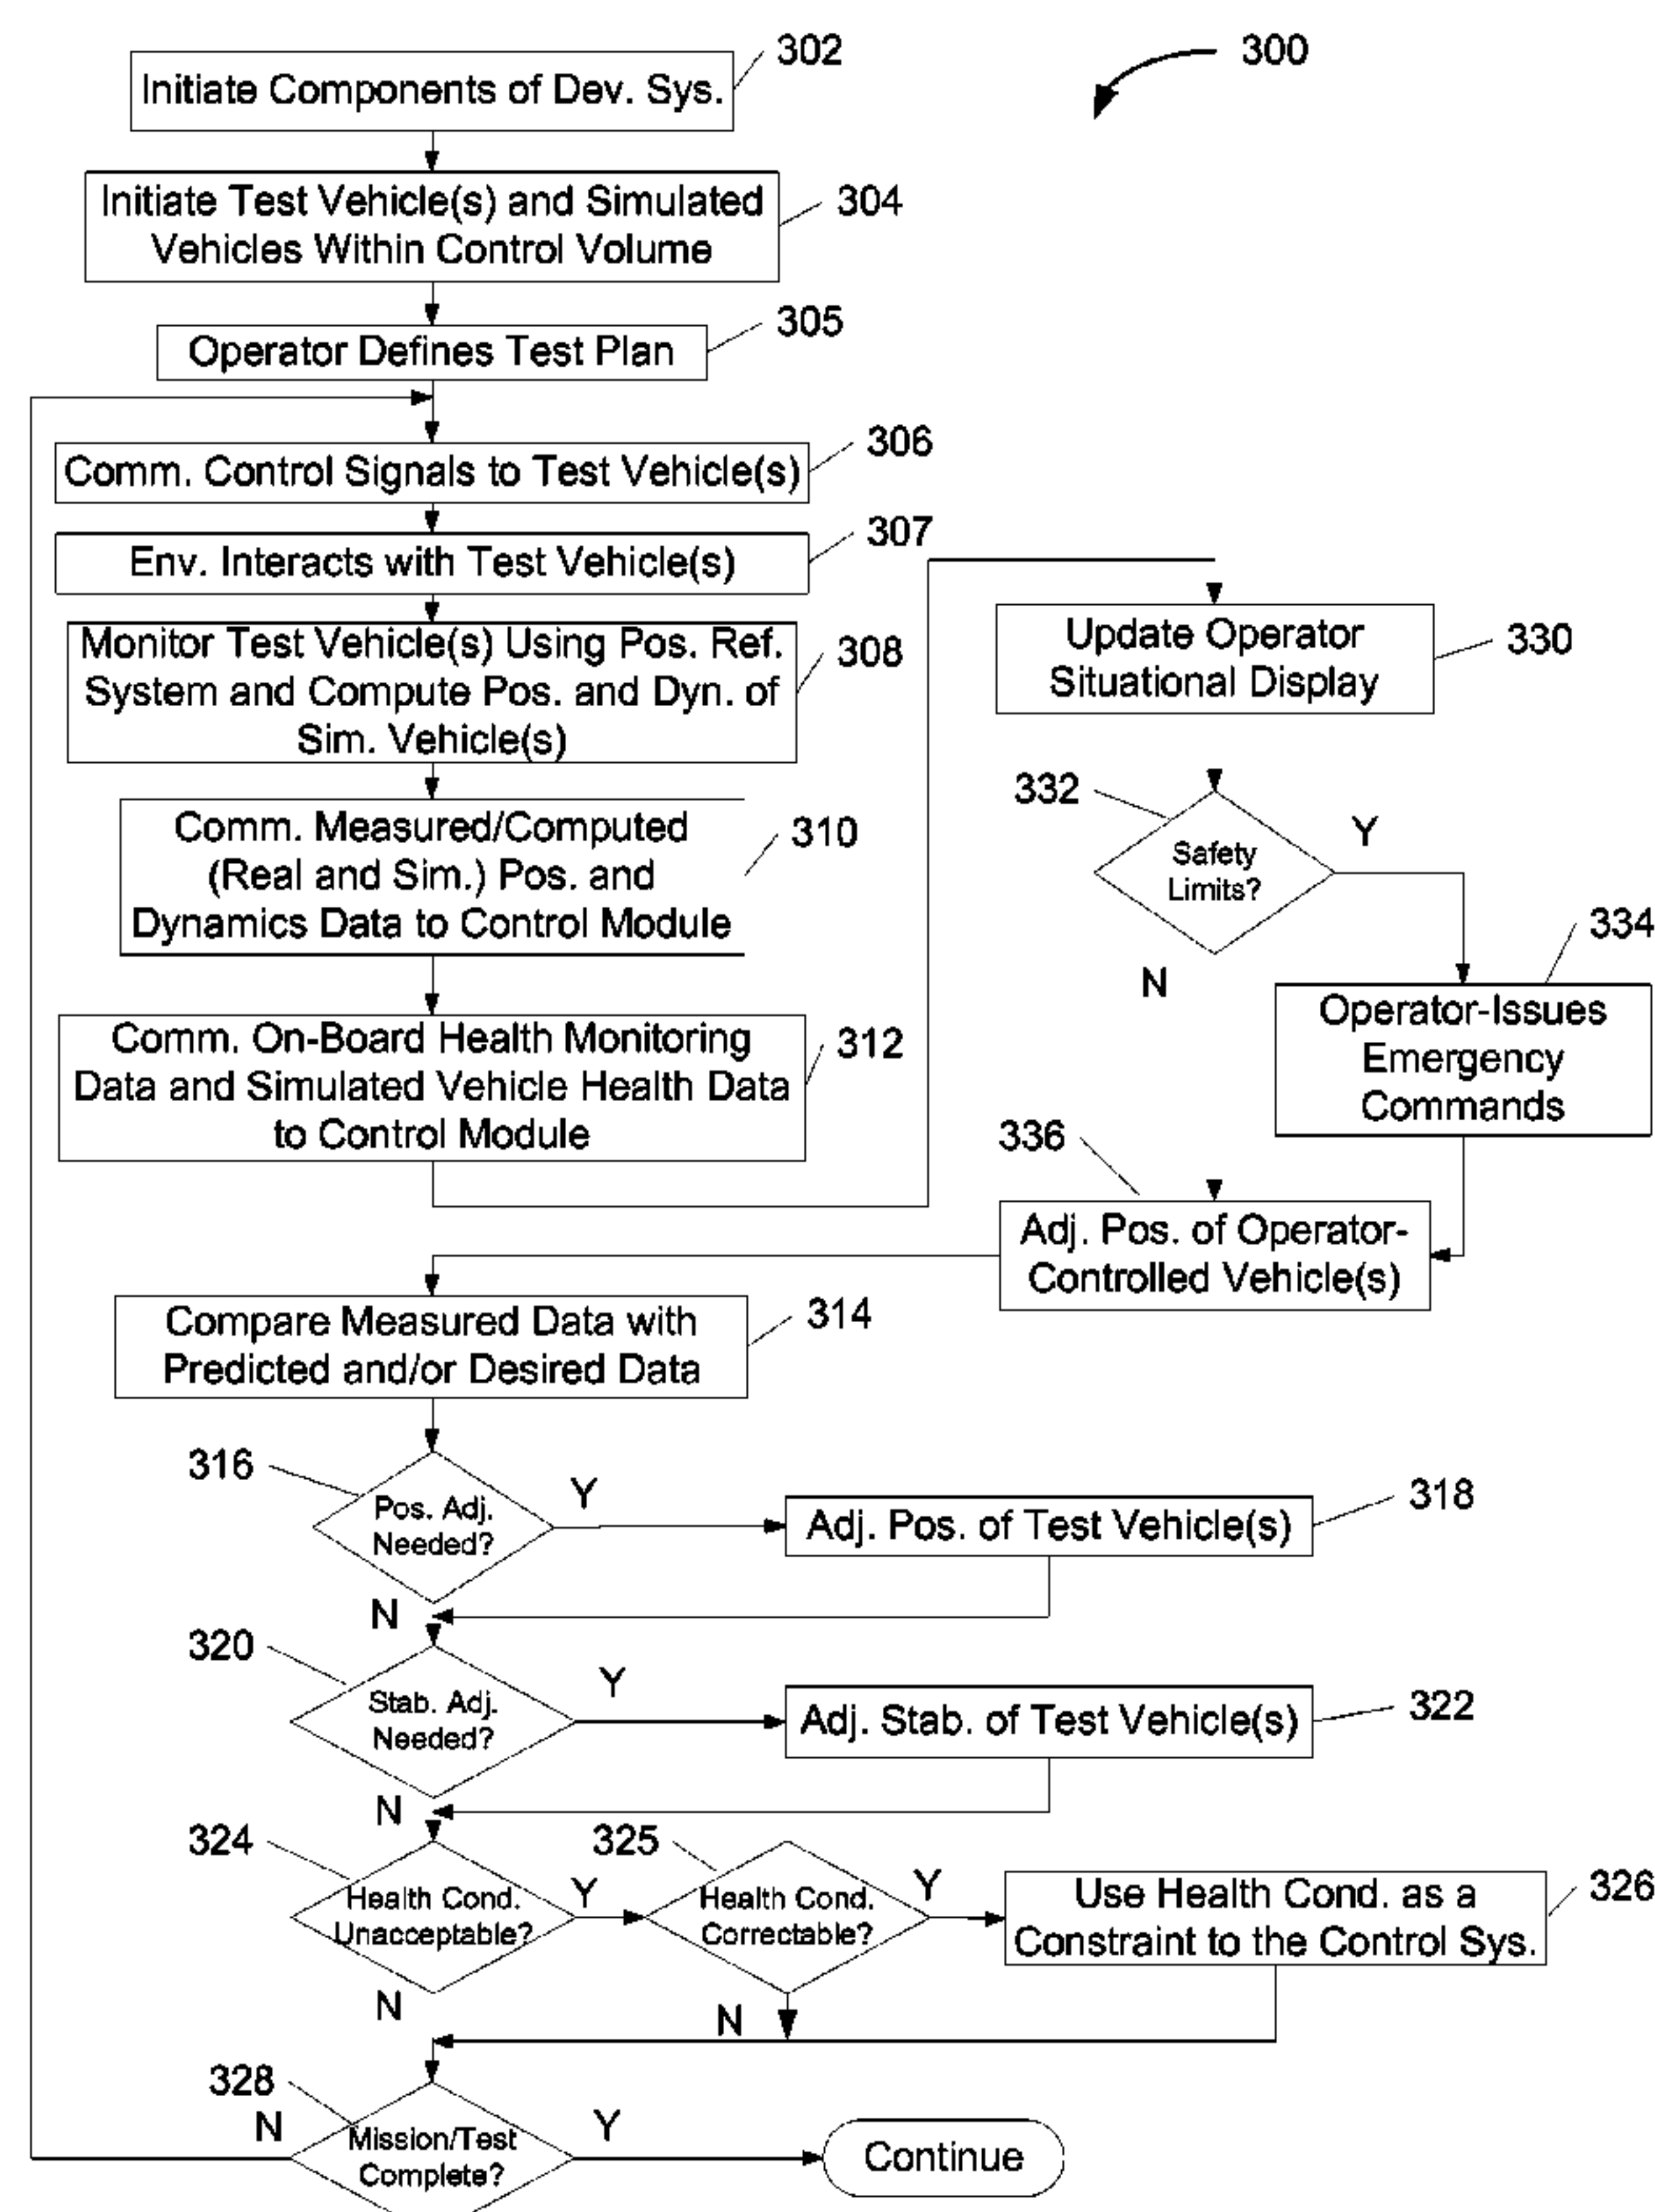 302
300
Initiate Components of Dev. Sys.
Initiate Test Vehicle(s) and Simulated
Vehicles Within Control Volume
304
305
Operator Defines Test Plan
306
Comm. Control Signals to Test Vehicle(s)
307
Env. Interacts with Test Vehicle(s)
Monitor Test Vehicle(s) Using Pos. Ref.
System and Compute Pos. and Dyn. of
Sim. Vehicle(s)
308
Comm. Measured/Computed
(Real and Sim.) Pos. and
Dynamics Data to Control Module
310
Comm. On-Board Health Monitoring
Data and Simulated Vehicle Health Data
to Control Module
312
Update Operator
Situational Display
330
332
Safety
Limits?
Y
N
334
Operator-Issues
Emergency
Commands
336
Adj. Pos. of Operator-
Controlled Vehicle(s)
Compare Measured Data with
Predicted and/or Desired Data
314
316
Pos. Adj.
Needed?
Y
N
Adj. Pos. of Test Vehicle(s)
318
320
Stab. Adj.
Needed?
Y
N
Adj. Stab. of Test Vehicle(s)
322
324
Health Cond.
Unacceptable?
Y
N
325
Health Cond.
Correctable?
Y
N
Use Health Cond. as a
Constraint to the Control Sys.
326
328
N
Mission/Test
Complete?
Y
Continue